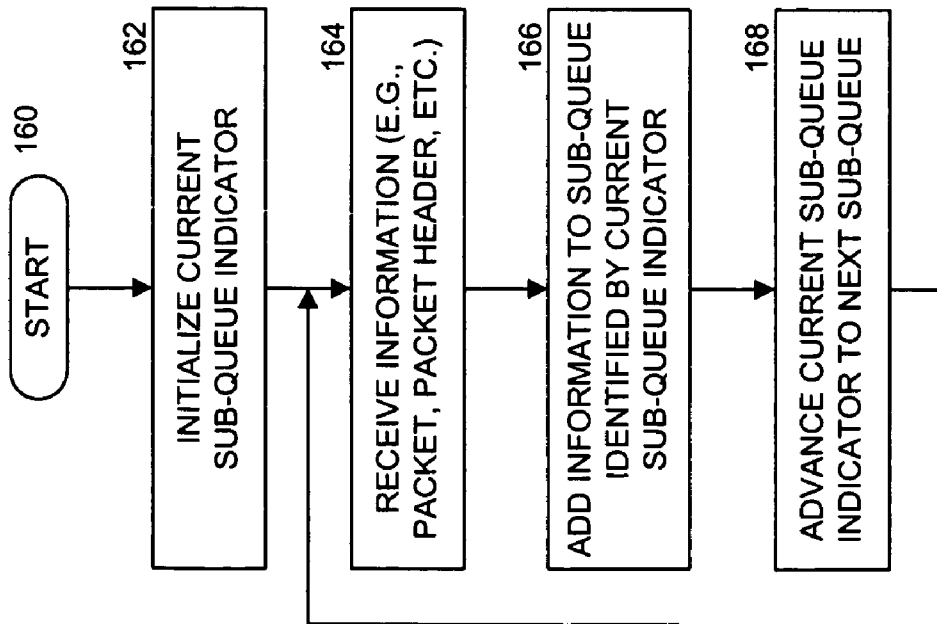 START
160
162
INITIALIZE CURRENT
SUB-QUEUE INDICATOR
164
RECEIVE INFORMATION (E.G.,
PACKET, PACKET HEADER, ETC.)
166
ADD INFORMATION TO SUB-QUEUE
IDENTIFIED BY CURRENT
SUB-QUEUE INDICATOR
168
ADVANCE CURRENT SUB-QUEUE
INDICATOR TO NEXT SUB-QUEUE